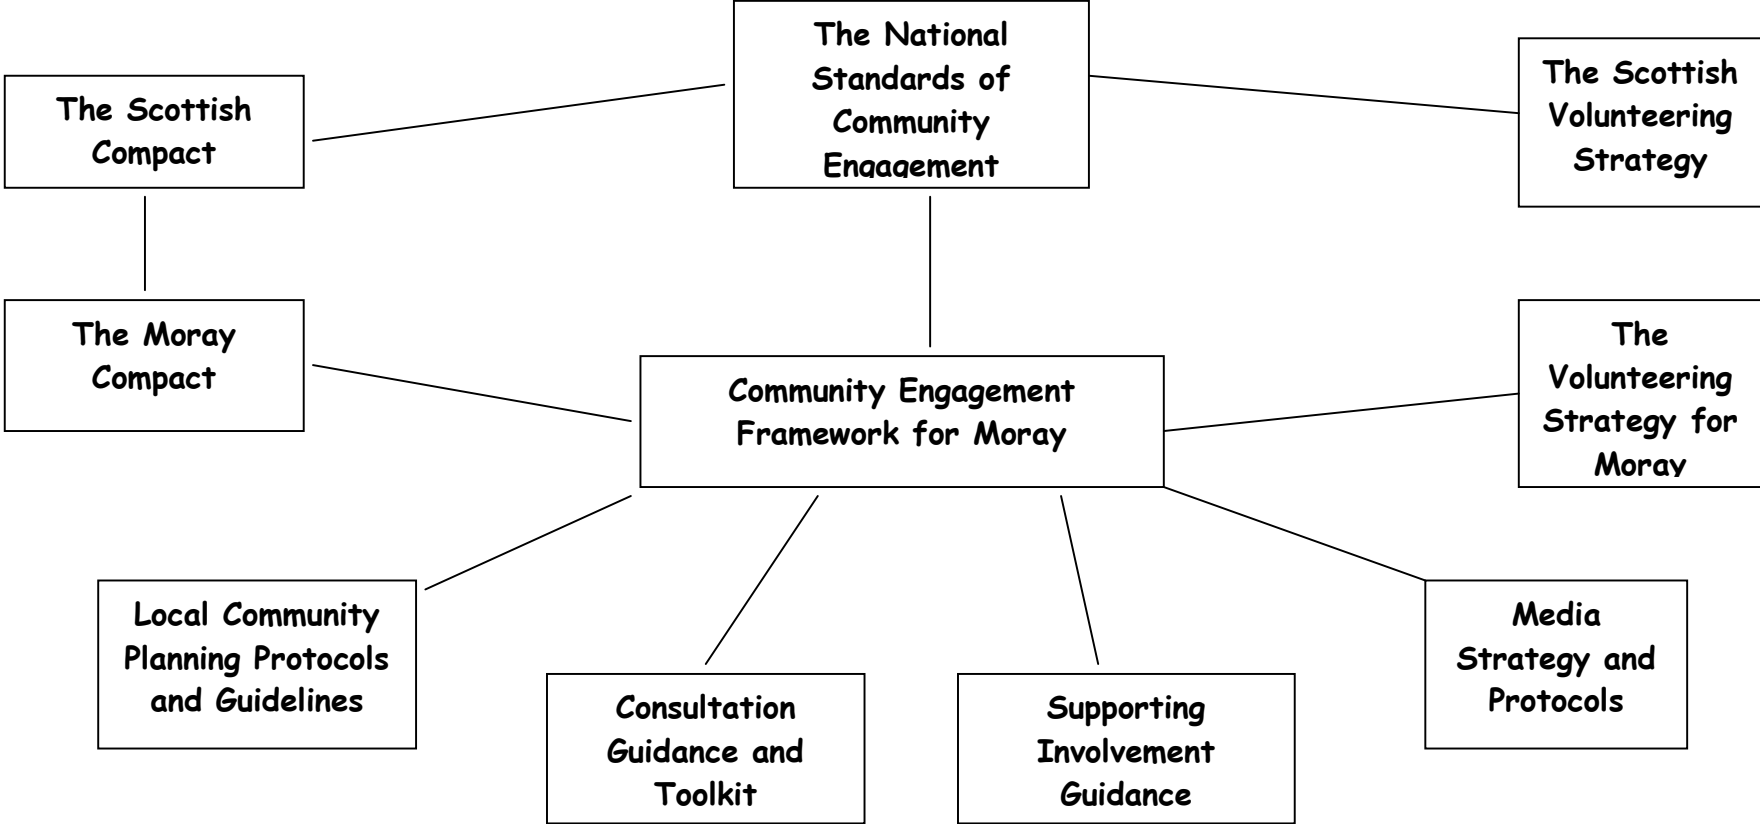 The National
Standards of
Community
Engagement
The Scottish
Compact
The Scottish
Volunteering
Strategy
The Moray
Compact
Community Engagement
Framework for Moray
The
Volunteering
Strategy for
Moray
Local Community
Planning Protocols
and Guidelines
Consultation
Guidance and
Toolkit
Supporting
Involvement
Guidance
Media
Strategy and
Protocols